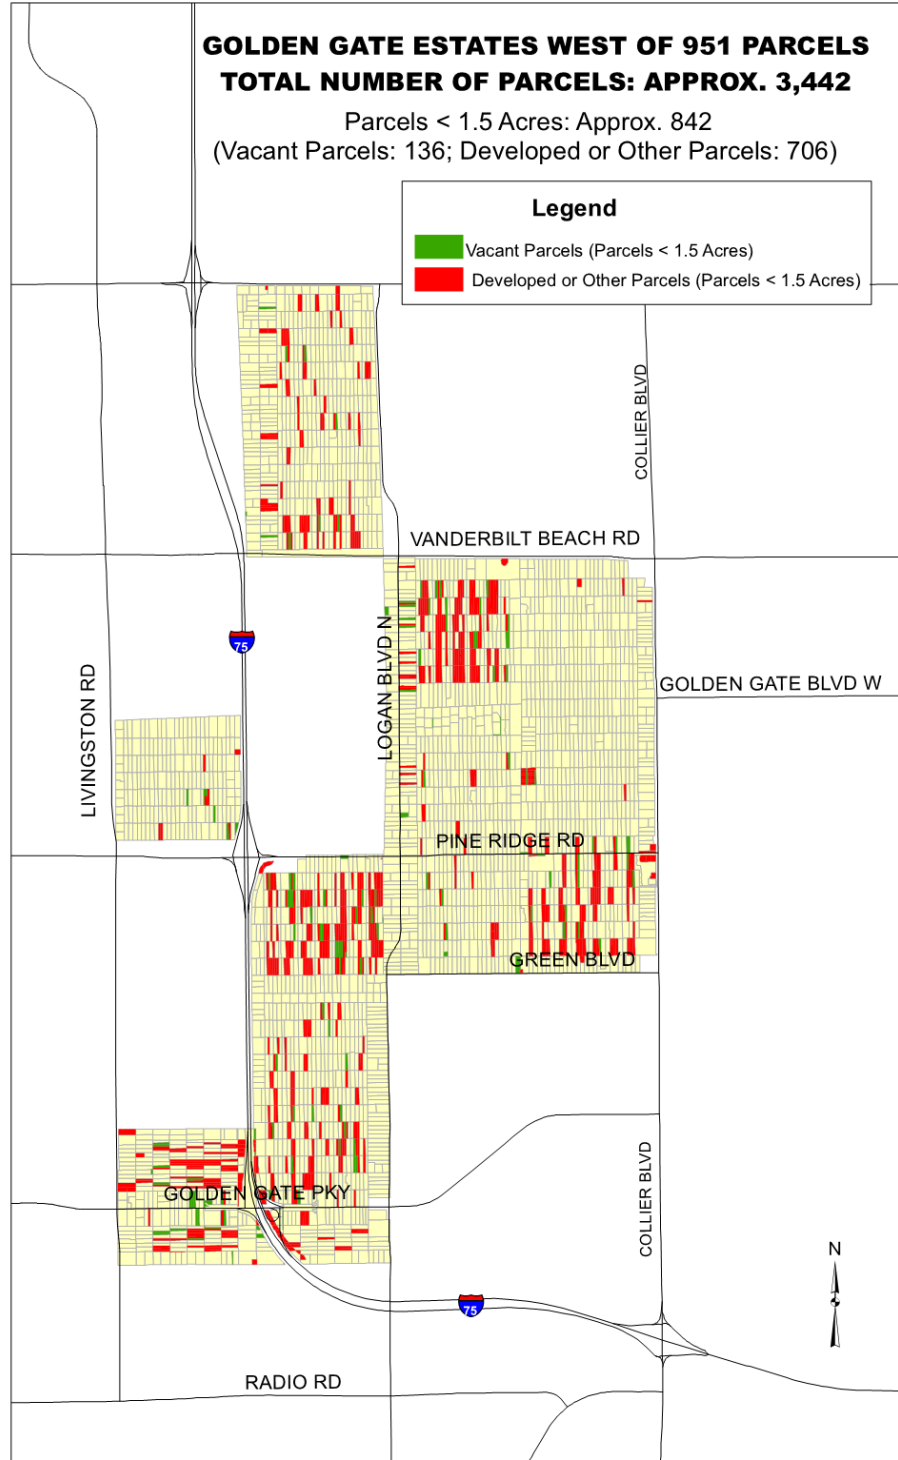 GOLDEN GATE ESTATES WEST OF 951 PARCELS
TOTAL NUMBER OF PARCELS: APPROX. 3,442
Parcels < 1.5 Acres: Approx. 842
(Vacant Parcels: 136; Developed or Other Parcels: 706)
Legend
Vacant Parcels (Parcels < 1.5 Acres)
Developed or Other Parcels (Parcels < 1.5 Acres)
COLLIER BLVD
VANDERBILT BEACH RD
75
LOGAN BLVD N
LIVINGSTON RD
GOLDEN GATE BLVD W
PINE RIDGE RD
GREEN BLVD
GOLDEN GATE PKY
COLLIER BLVD
N
75
RADIO RD